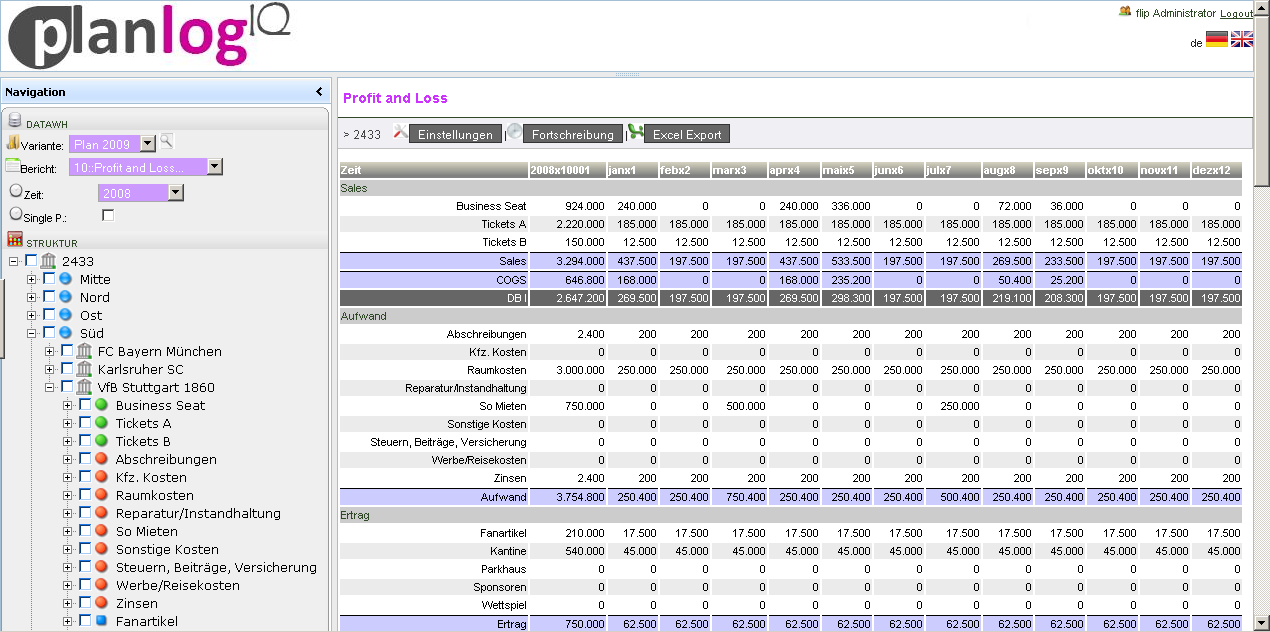 planlogIQ
flip Administrator Logout
de
Navigation
DATAWH
Variante: Plan 2009
Bericht: 10::Profit and Loss...
Zeit: 2008
Single P.:
STRUKTUR
2433
Mitte
Nord
Ost
Süd
FC Bayern München
Karlsruher SC
VfB Stuttgart 1860
Business Seat
Tickets A
Tickets B
Abschreibungen
Kfz. Kosten
Raumkosten
Reparatur/Instandhaltung
So Mieten
Sonstige Kosten
Steuern, Beiträge, Versicherung
Werbe/Reisekosten
Zinsen
Fanartikel
Profit and Loss
> 2433 Einstellungen | Fortschreibung | Excel Export
Zeit 2008x10001 janx1 febx2 marx3 aprx4 maix5 junx6 julx7 augx8 sepx9 oktx10 novx11 dezx12
Sales
Business Seat 924.000 240.000 0 0 240.000 336.000 0 0 72.000 36.000 0 0 0
Tickets A 2.220.000 185.000 185.000 185.000 185.000 185.000 185.000 185.000 185.000 185.000 185.000 185.000 185.000
Tickets B 150.000 12.500 12.500 12.500 12.500 12.500 12.500 12.500 12.500 12.500 12.500 12.500 12.500
Sales 3.294.000 437.500 197.500 197.500 437.500 533.500 197.500 197.500 269.500 233.500 197.500 197.500 197.500
COGS 646.800 168.000 0 0 168.000 235.200 0 0 50.400 25.200 0 0 0
DB I 2.647.200 269.500 197.500 197.500 269.500 298.300 197.500 197.500 219.100 208.300 197.500 197.500 197.500
Aufwand
Abschreibungen 2.400 200 200 200 200 200 200 200 200 200 200 200 200
Kfz. Kosten 0 0 0 0 0 0 0 0 0 0 0 0 0
Raumkosten 3.000.000 250.000 250.000 250.000 250.000 250.000 250.000 250.000 250.000 250.000 250.000 250.000 250.000
Reparatur/Instandhaltung 0 0 0 0 0 0 0 0 0 0 0 0 0
So Mieten 750.000 0 0 500.000 0 0 0 250.000 0 0 0 0 0
Sonstige Kosten 0 0 0 0 0 0 0 0 0 0 0 0 0
Steuern, Beiträge, Versicherung 0 0 0 0 0 0 0 0 0 0 0 0 0
Werbe/Reisekosten 0 0 0 0 0 0 0 0 0 0 0 0 0
Zinsen 2.400 200 200 200 200 200 200 200 200 200 200 200 200
Aufwand 3.754.800 250.400 250.400 750.400 250.400 250.400 250.400 500.400 250.400 250.400 250.400 250.400 250.400
Ertrag
Fanartikel 210.000 17.500 17.500 17.500 17.500 17.500 17.500 17.500 17.500 17.500 17.500 17.500 17.500
Kantine 540.000 45.000 45.000 45.000 45.000 45.000 45.000 45.000 45.000 45.000 45.000 45.000 45.000
Parkhaus 0 0 0 0 0 0 0 0 0 0 0 0 0
Sponsoren 0 0 0 0 0 0 0 0 0 0 0 0 0
Wettspiel 0 0 0 0 0 0 0 0 0 0 0 0 0
Ertrag 750.000 62.500 62.500 62.500 62.500 62.500 62.500 62.500 62.500 62.500 62.500 62.500 62.500